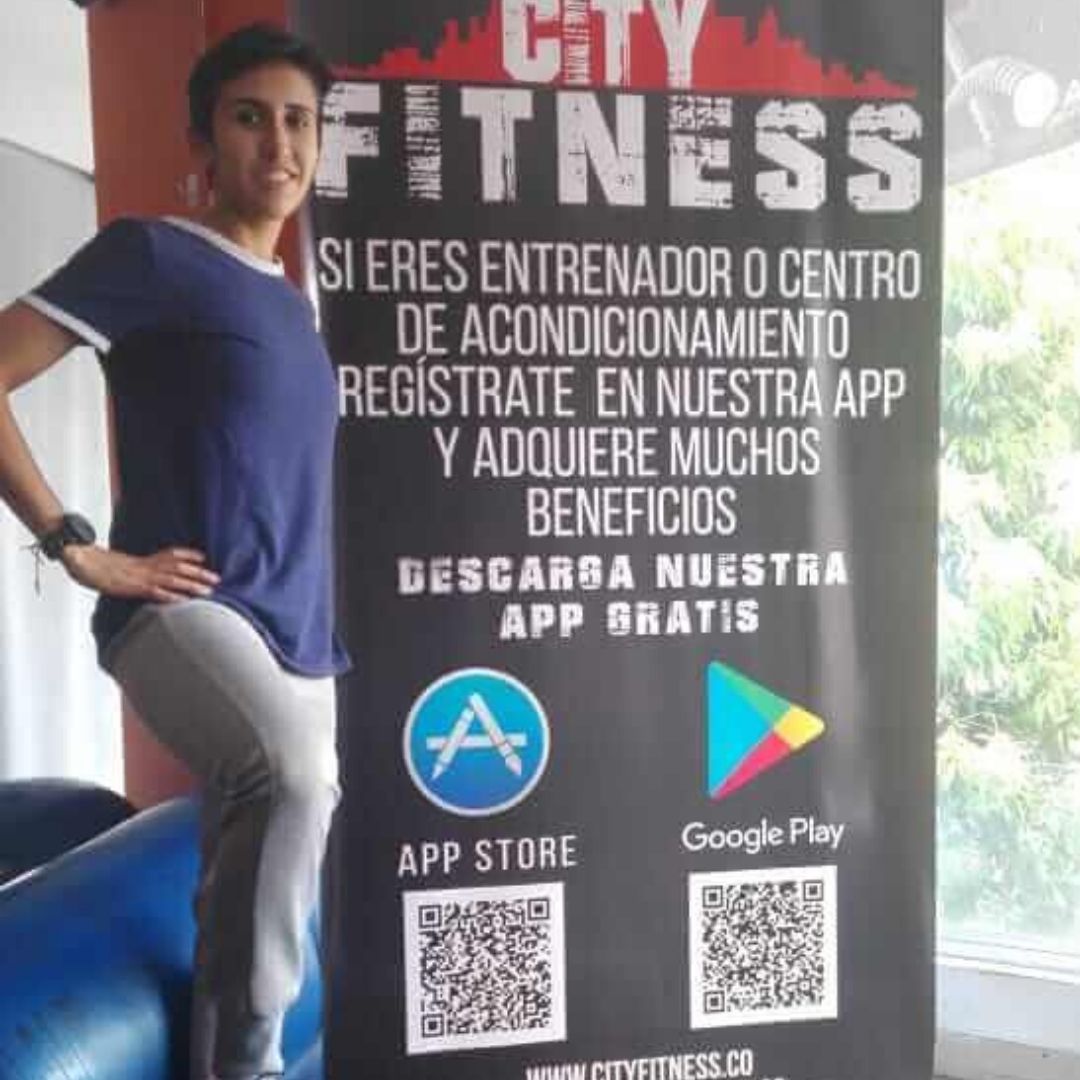 CITY
FITNESS
SI ERES ENTRENADOR O CENTRO
DE ACONDICIONAMIENTO
REGÍSTRATE EN NUESTRA APP
Y ADQUIERE MUCHOS
BENEFICIOS
DESCARGA NUESTRA
APP GRATIS
APP STORE
Google Play
WWW.CITYFITNESS.CO